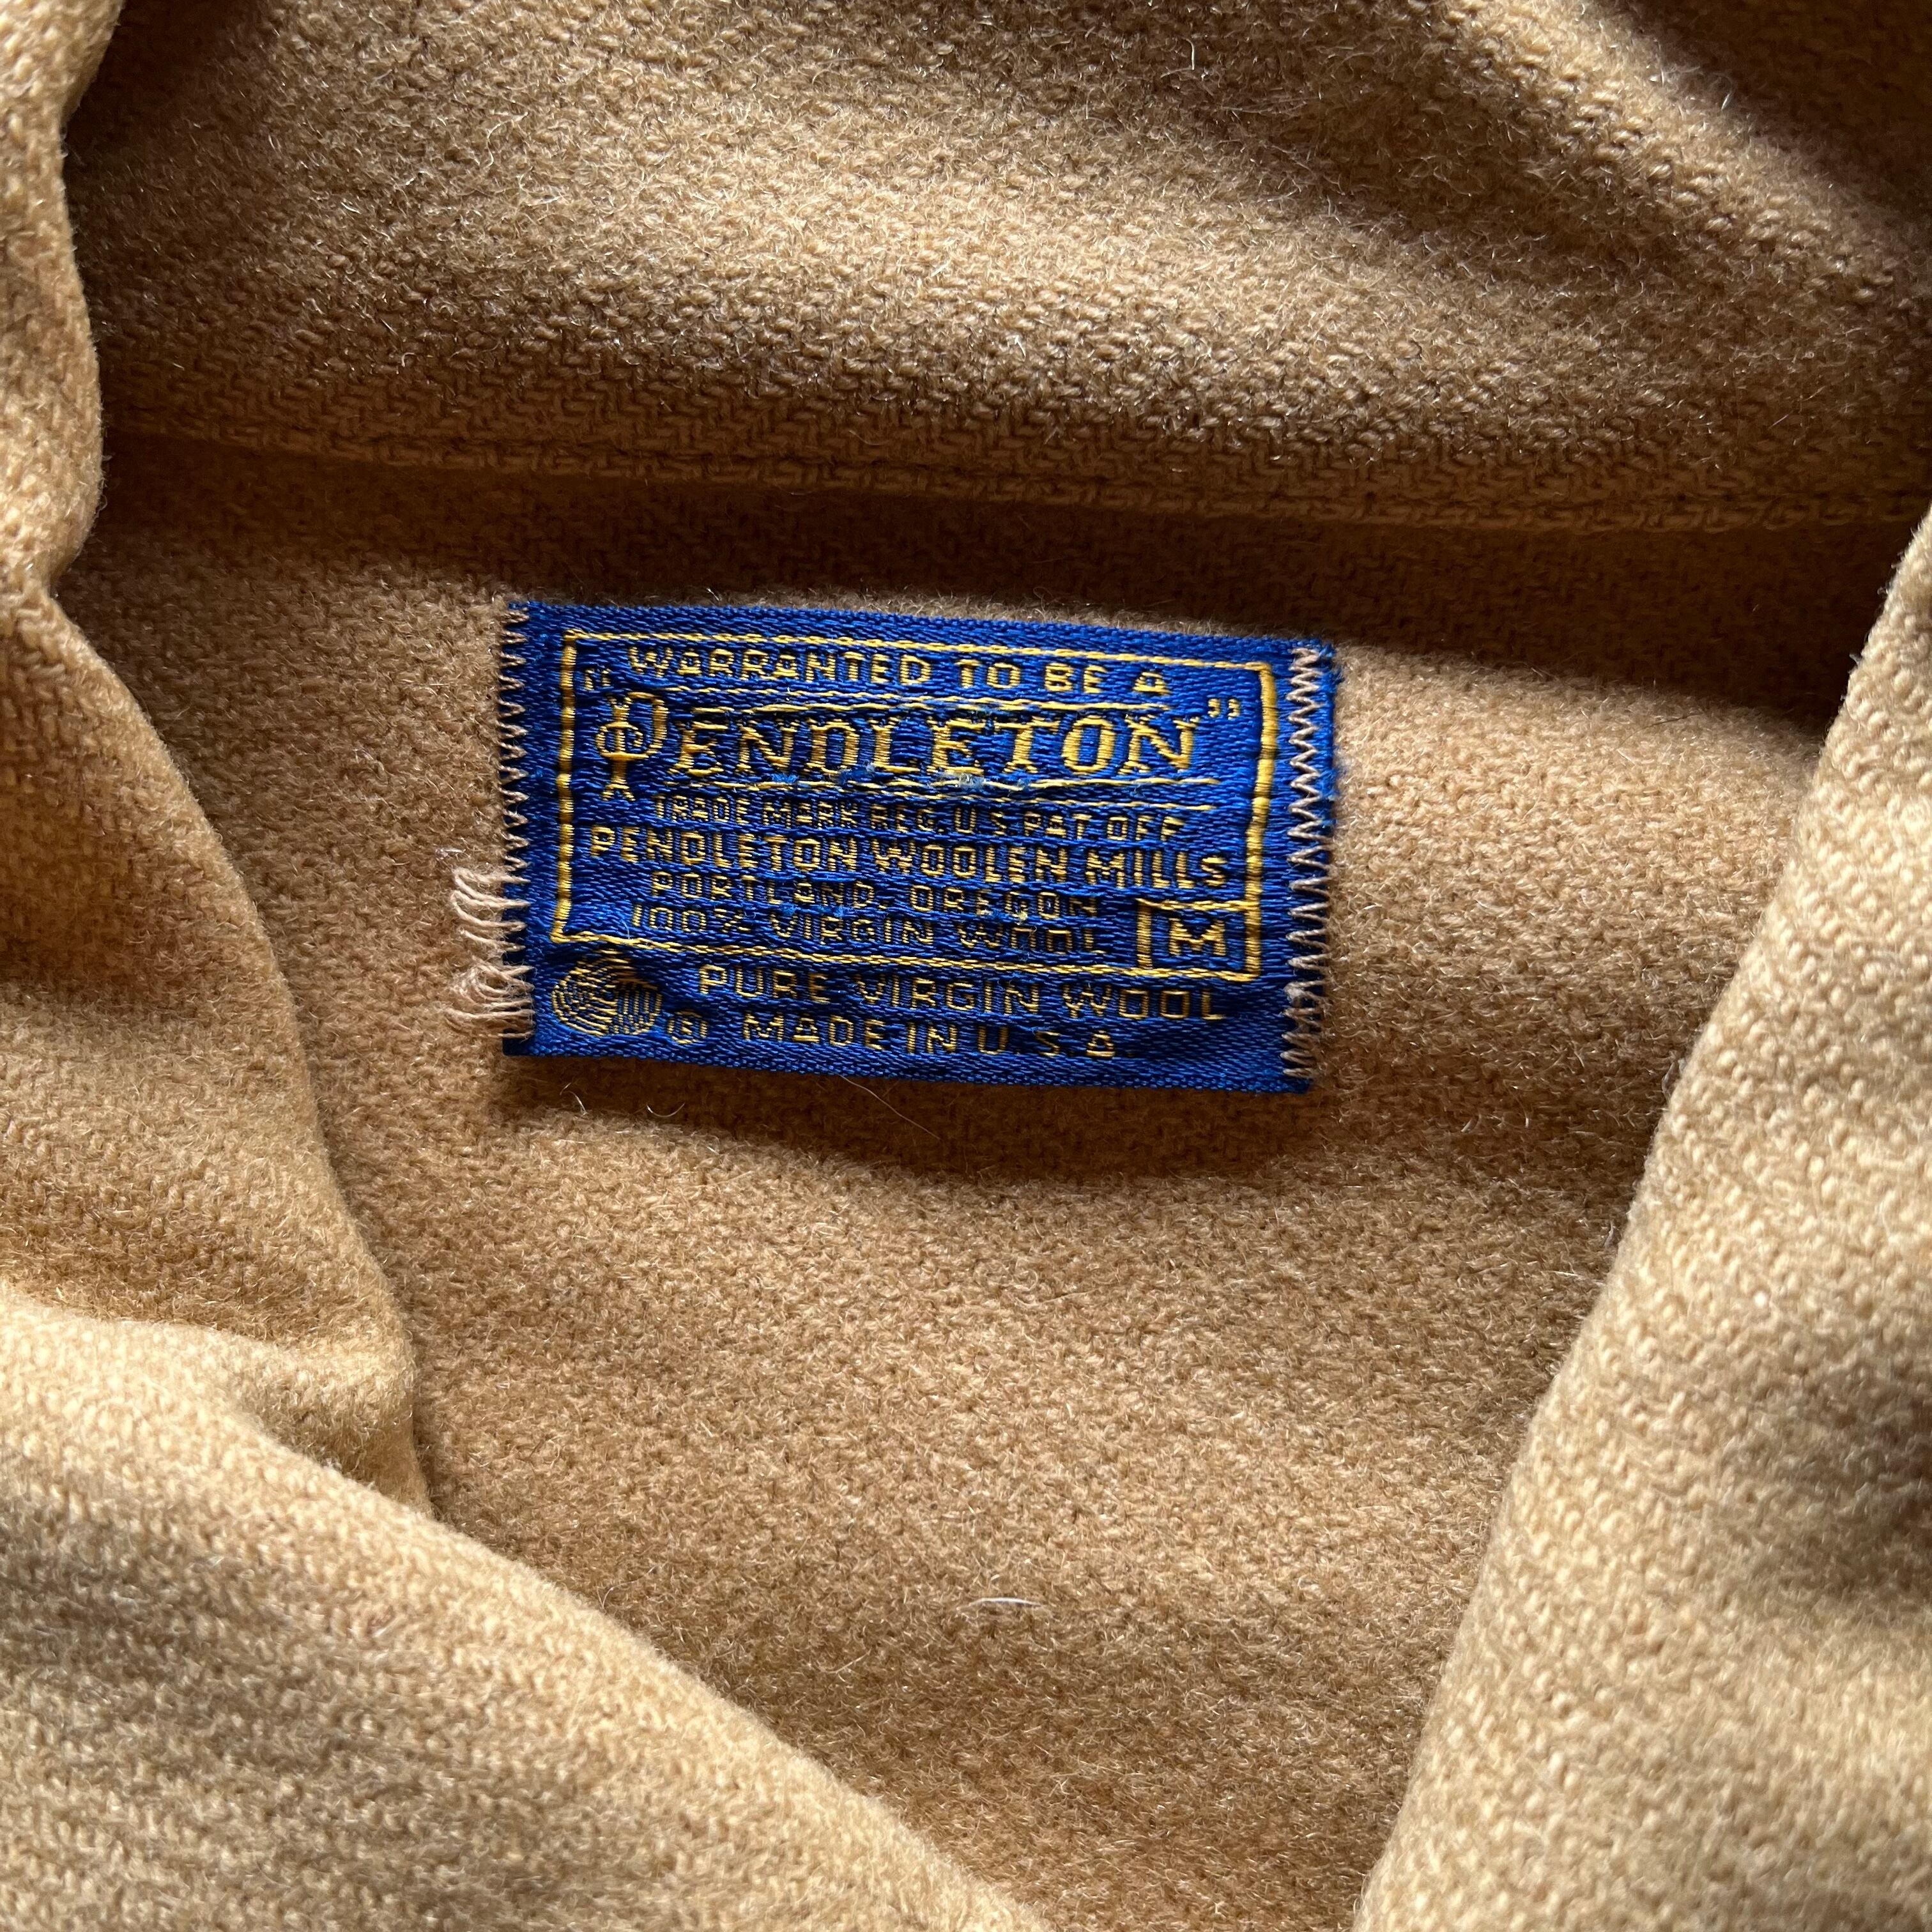 "WARRANTED TO BE A
PENDLETON"
TRADE MARK REG. U.S. PAT OFF
PENDLETON WOOLEN MILLS
PORTLAND, OREGON
100% VIRGIN WOOL
M
PURE VIRGIN WOOL
® MADE IN U.S.A.